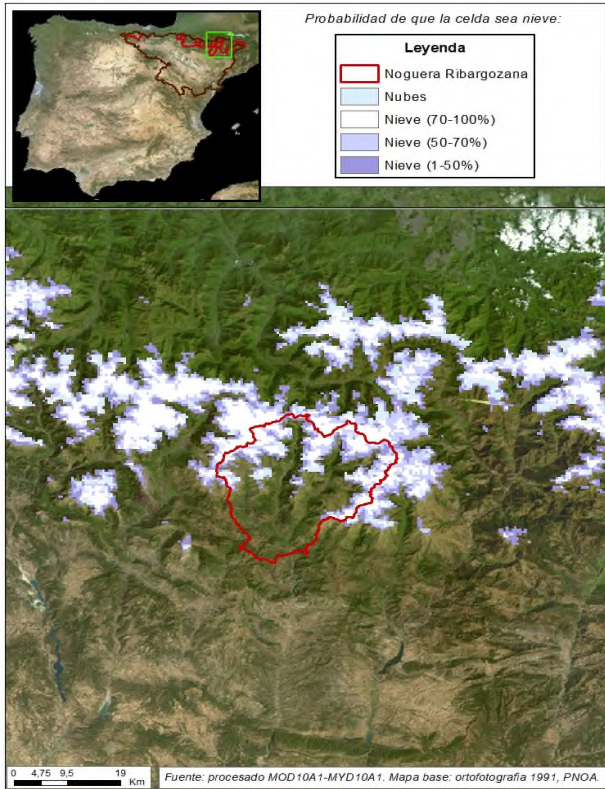 Probabilidad de que la celda sea nieve:
Leyenda
Noguera Ribargozana
Nubes
Nieve (70-100%)
Nieve (50-70%)
Nieve (1-50%)
0 4,75 9,5 19
Km
Fuente: procesado MOD10A1-MYD10A1. Mapa base: ortofotografía 1991, PNOA.